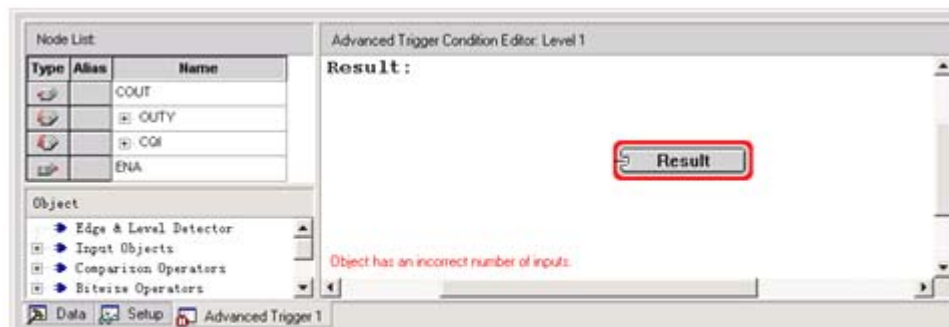 Node List:
Type Alias Name
COUT
OUTY
CQI
ENA
Object
Edge & Level Detector
Input Objects
Comparison Operators
Bitwise Operators
Advanced Trigger Condition Editor: Level 1
Result:
Result
Object has an incorrect number of inputs.
Data Setup Advanced Trigger 1